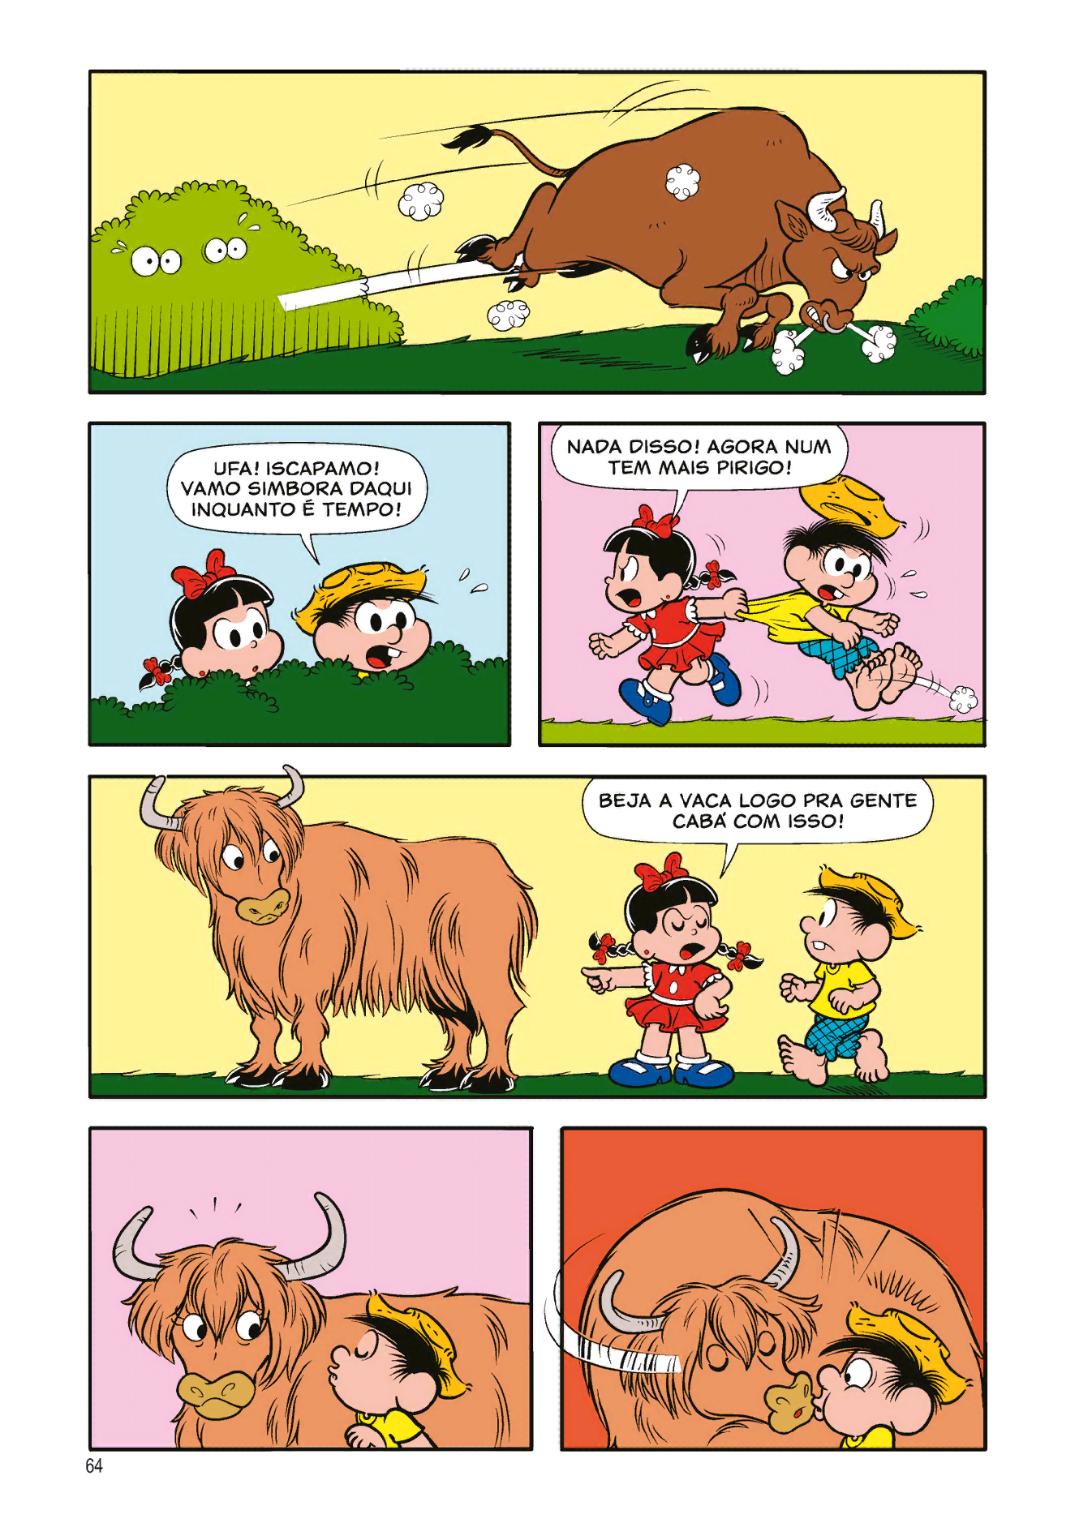 UFA! ISCAPAMO!
VAMO SIMBORA DAQUI
INQUANTO É TEMPO!
NADA DISSO! AGORA NUM
TEM MAIS PIRIGO!
BEJA A VACA LOGO PRA GENTE
CABÁ COM ISSO!
64